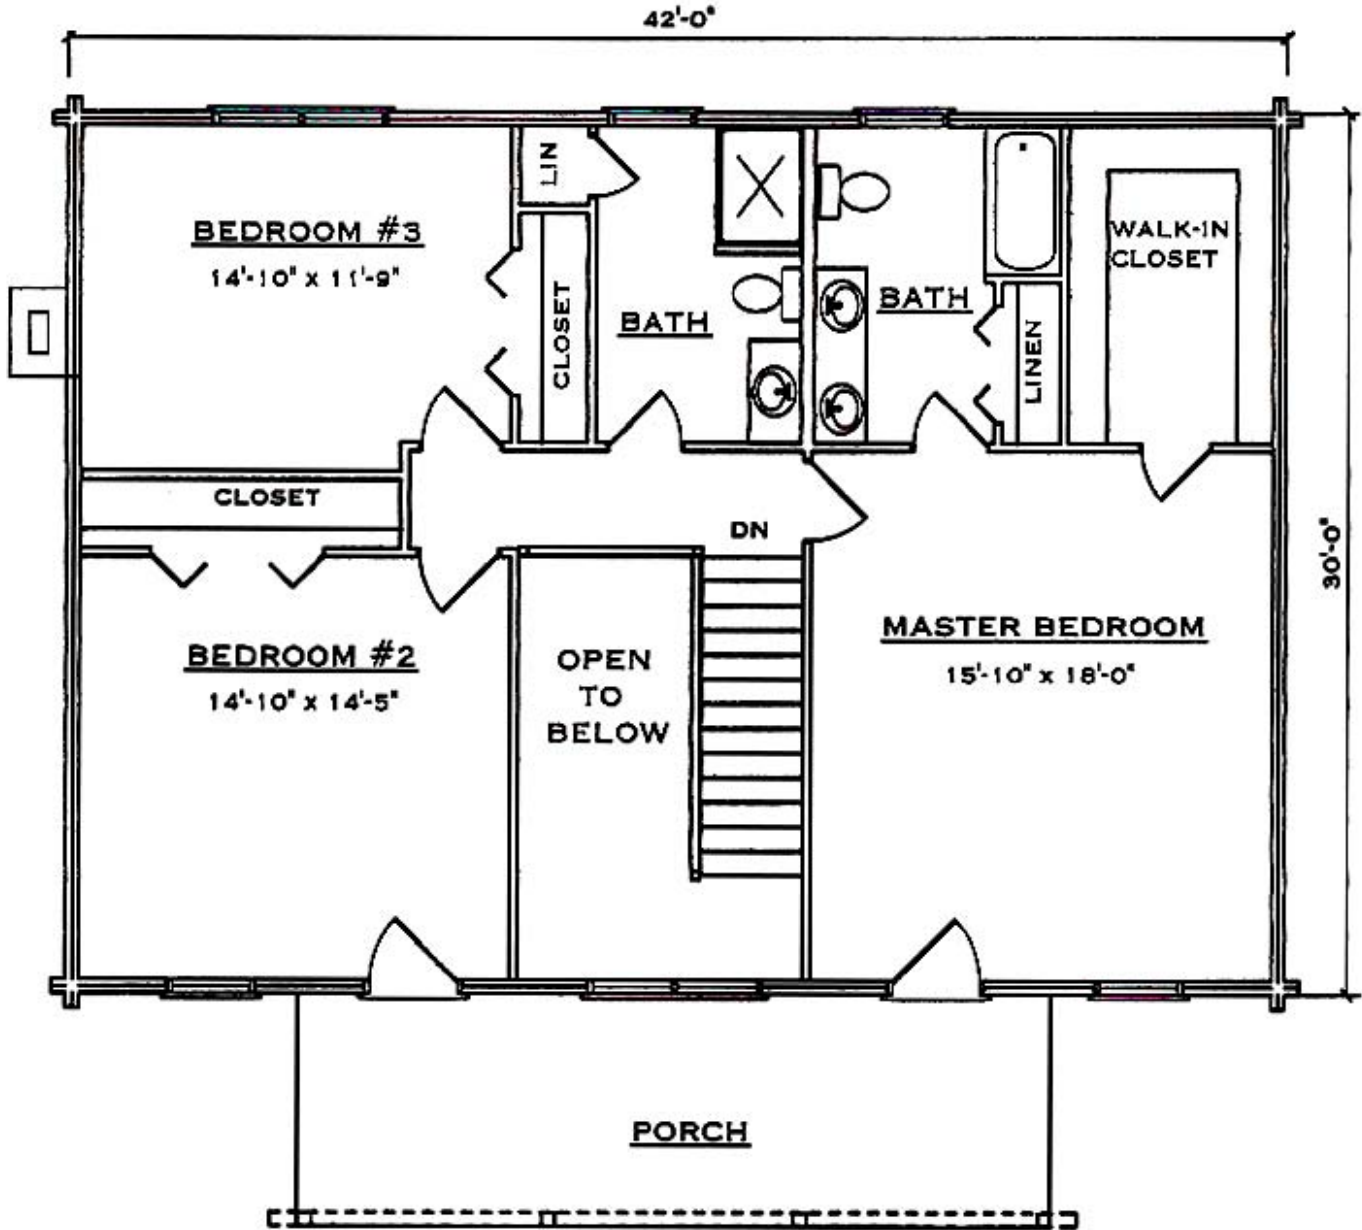 42'-0"
LIN
BEDROOM #3
14'-10" x 11'-9"
CLOSET
BATH
BATH
LINEN
WALK-IN
CLOSET
CLOSET
DN
30'-0"
BEDROOM #2
14'-10" x 14'-5"
OPEN
TO
BELOW
MASTER BEDROOM
15'-10" x 18'-0"
PORCH